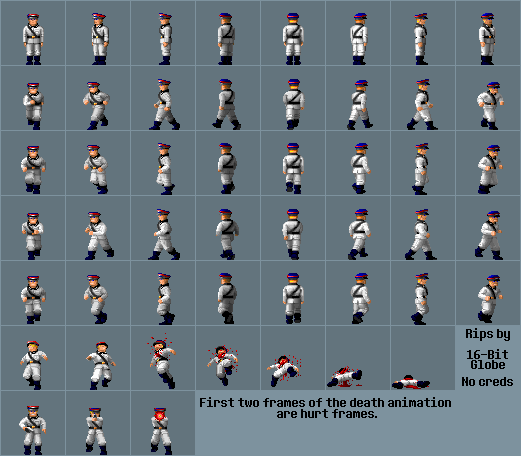 Rips by
16-Bit
Globe
No creds
First two frames of the death animation
are hurt frames.